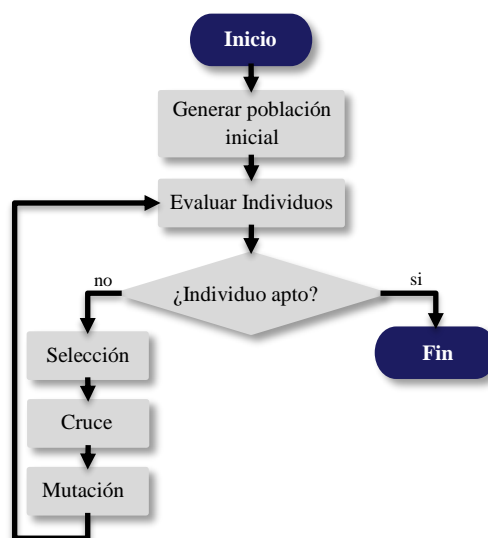 Inicio
Generar población
inicial
Evaluar Individuos
no
¿Individuo apto?
si
Selección
Fin
Cruce
Mutación